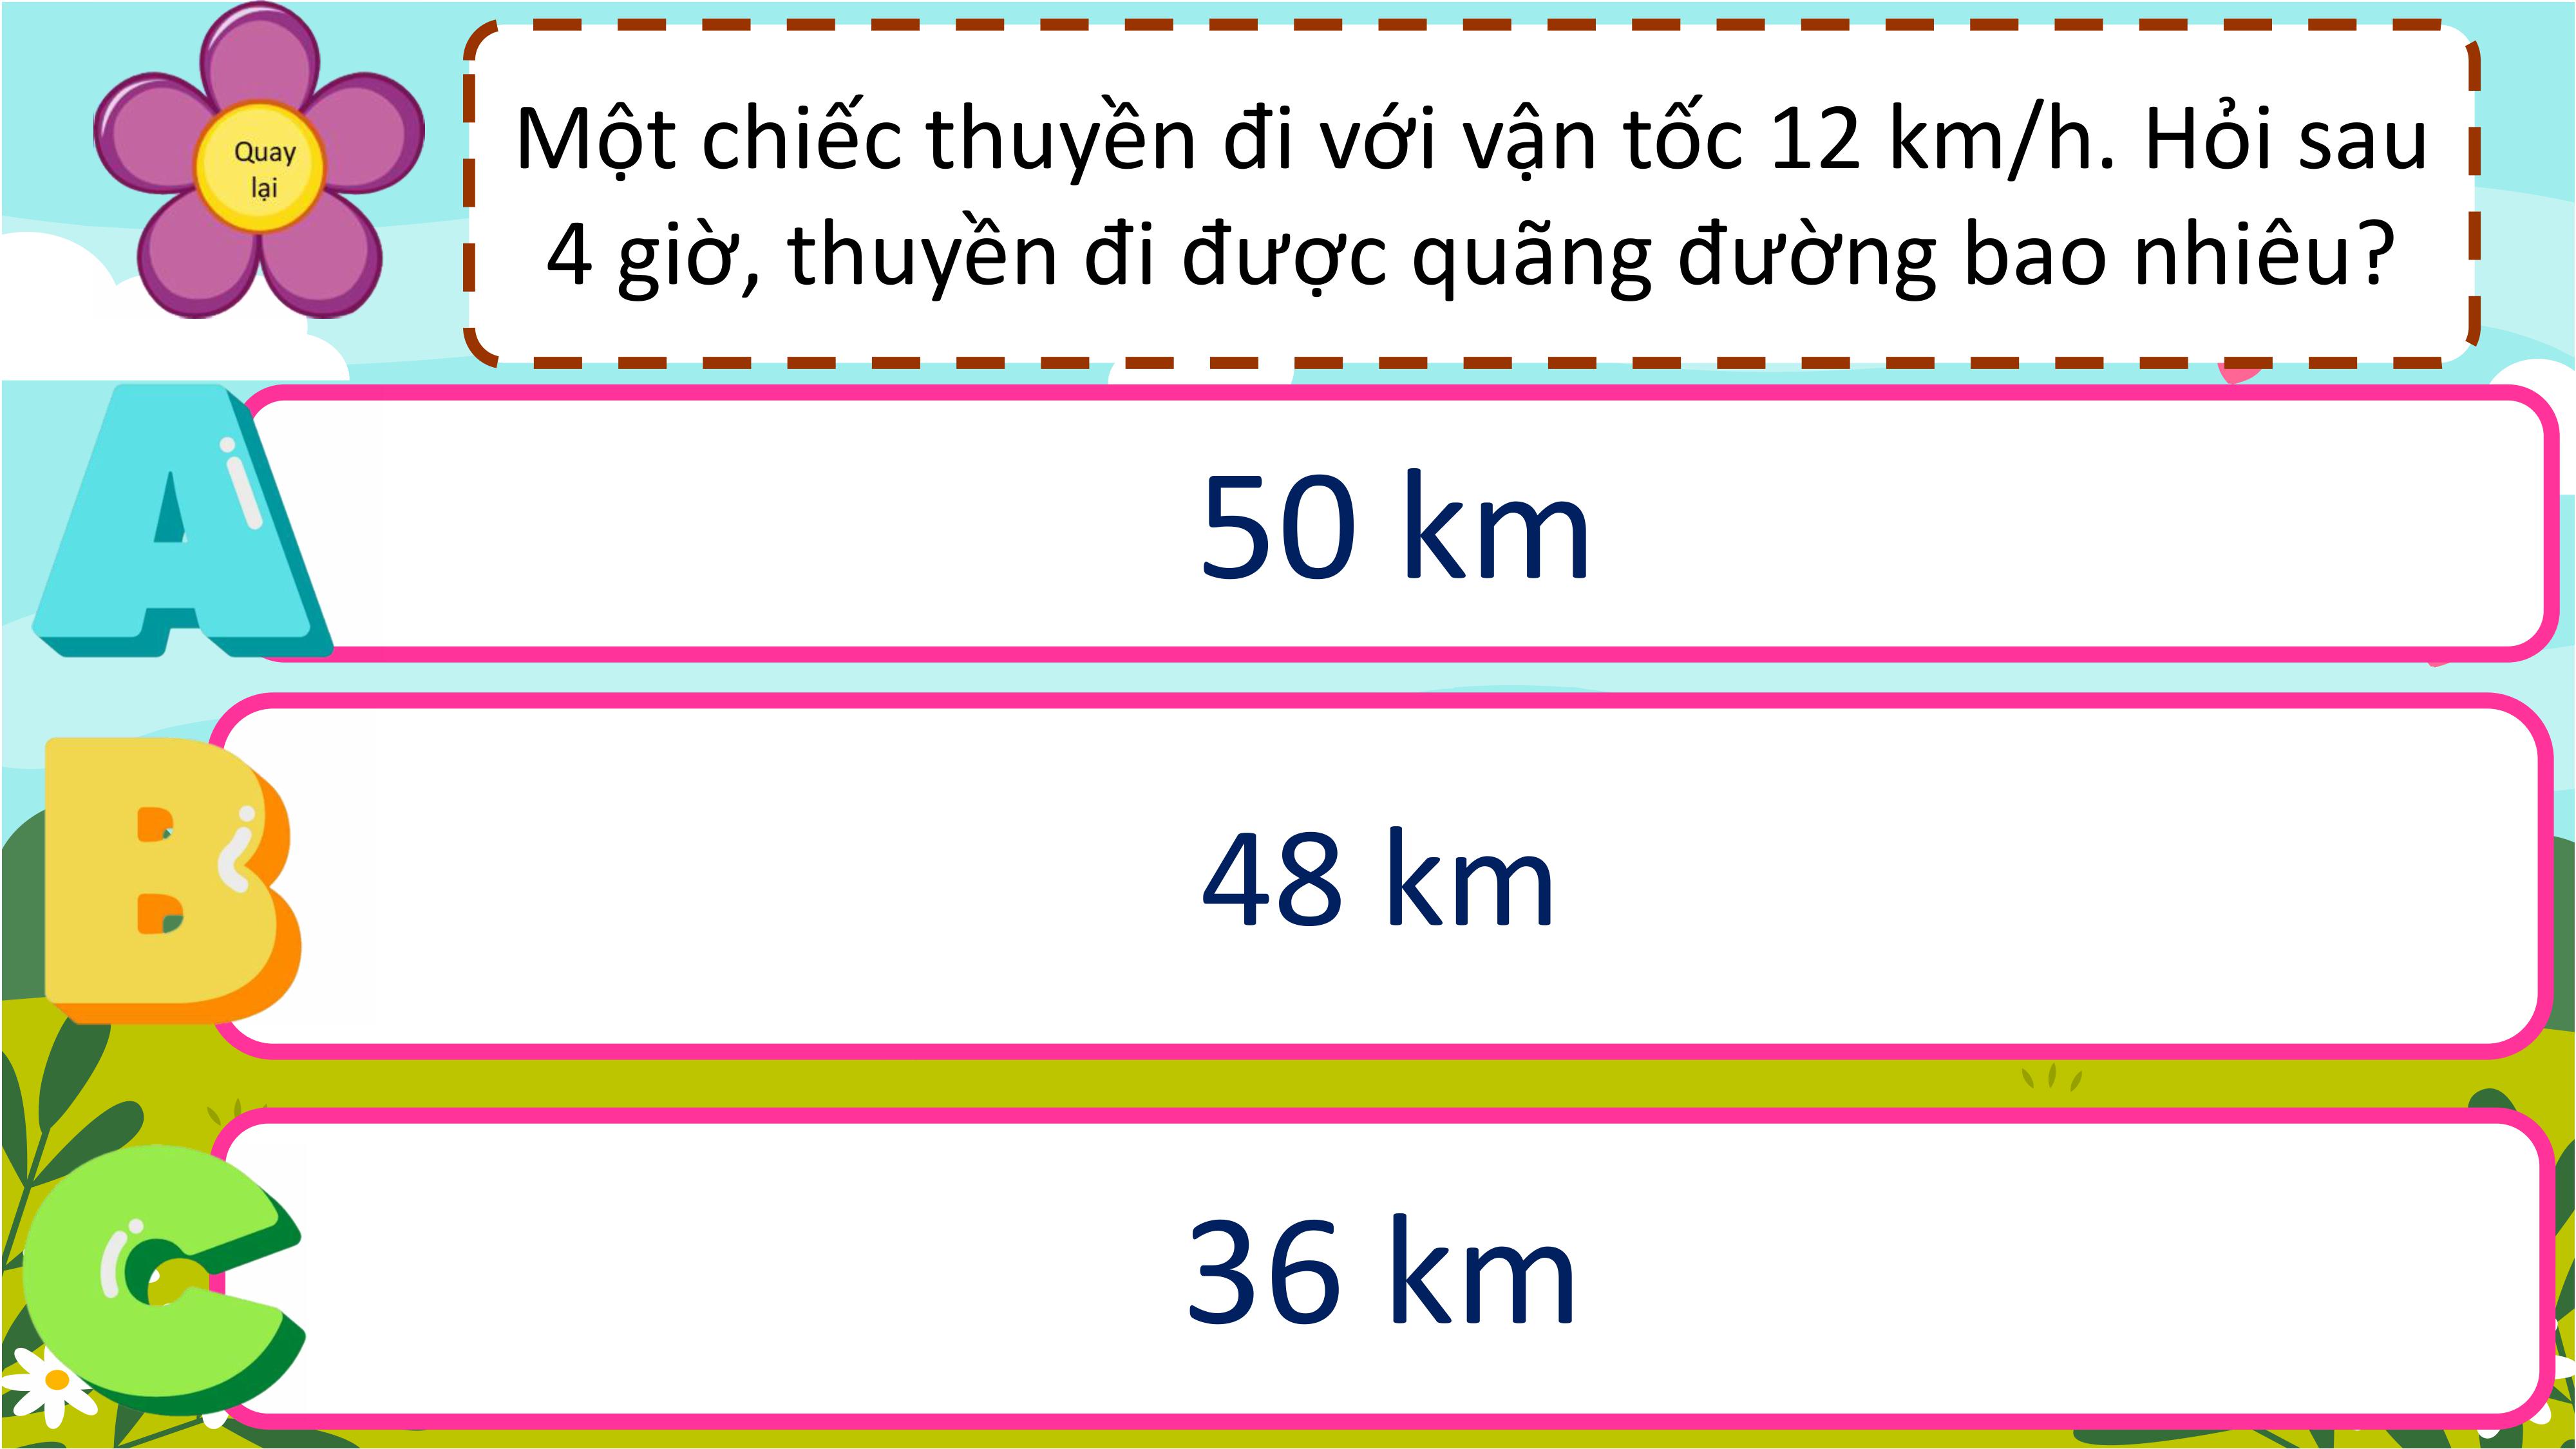 Quay
lại
Một chiếc thuyền đi với vận tốc 12 km/h. Hỏi sau
4 giờ, thuyền đi được quãng đường bao nhiêu?
A
50 km
B
48 km
C
36 km